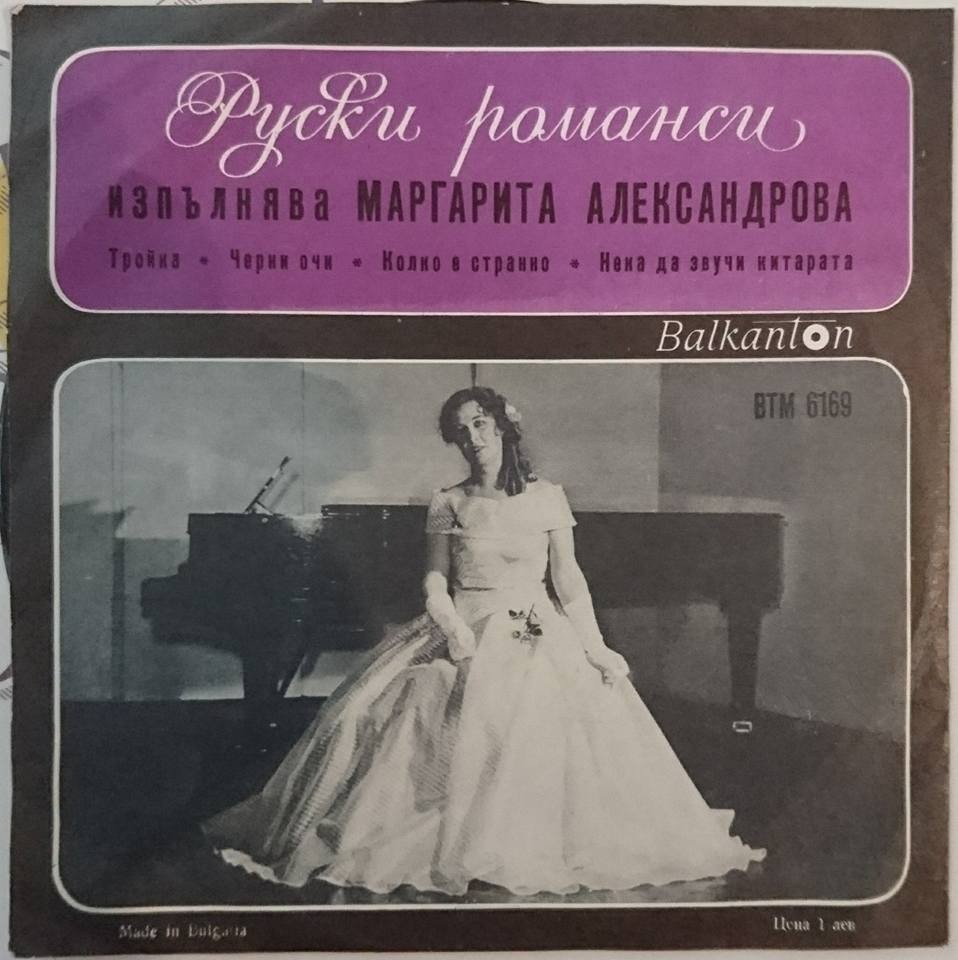 Руски романси
изпълнява МАРГАРИТА АЛЕКСАНДРОВА
Тройка * Черни очи * Колко е странно * Нека да звучи китарата
Balkanton
ВТМ 6169
Made in Bulgaria
Цена 1 лев